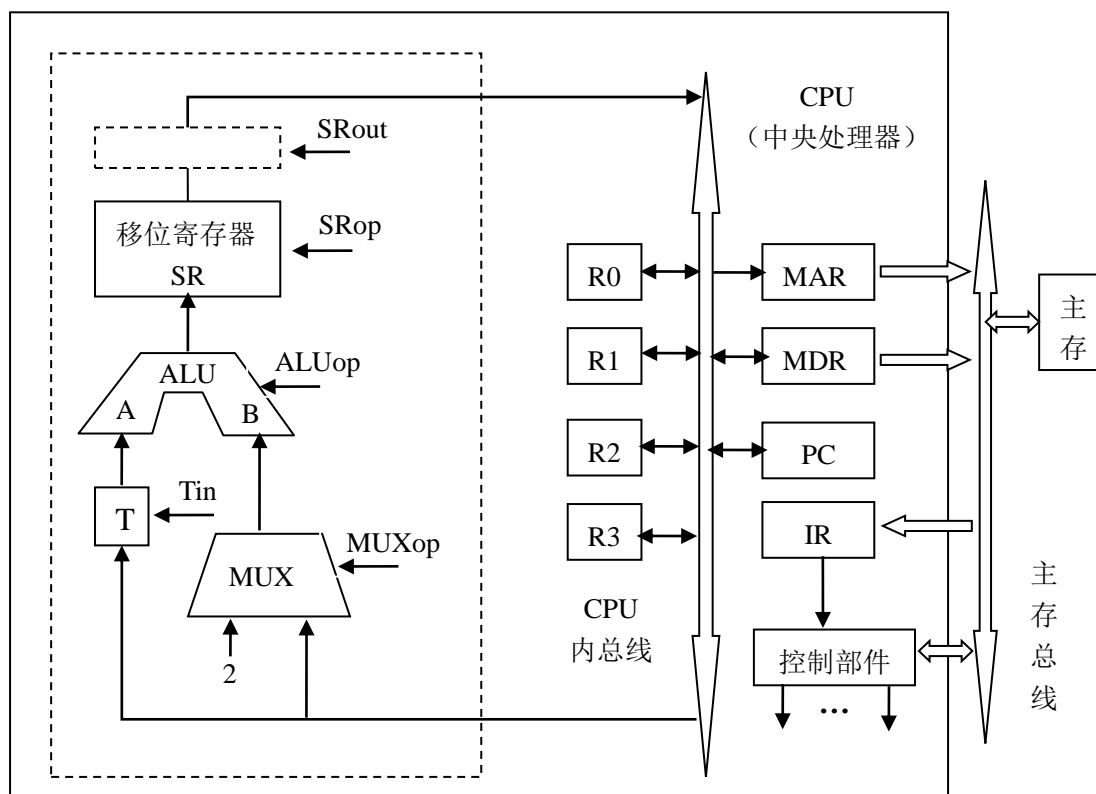 SRout
移位寄存器
SR
SRop
ALU
ALUop
A
B
T
Tin
MUX
MUXop
2
CPU
（中央处理器）
R0
R1
R2
R3
MAR
MDR
PC
IR
CPU
内总线
控制部件
...
主
存
主
存
总
线